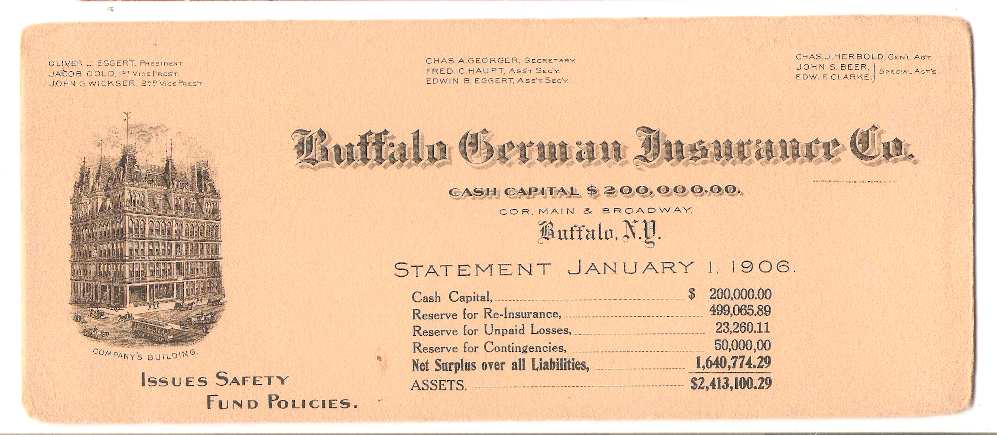 OLIVER J. EGGERT, PRESIDENT
JACOB GOLD, 1ST VICE PREST.
JOHN G. WICKSER, 2ND VICE PREST.
CHAS. A. GEORGER, SECRETARY
FRED. C. HAUPT, ASS'T SEC'Y.
EDWIN B. EGGERT, ASS'T SEC'Y.
CHAS. J. HERBOLD, GEN'L AGT.
JOHN S. BEER,
EDW. F. CLARKE, SPECIAL AGT'S
Buffalo German Insurance Co.
CASH CAPITAL $200,000.00.
COR. MAIN & BROADWAY,
Buffalo, N.Y.
STATEMENT JANUARY 1, 1906.
Cash Capital, $ 200,000.00
Reserve for Re-Insurance, 499,065.89
Reserve for Unpaid Losses, 23,260.11
Reserve for Contingencies, 50,000,00
Net Surplus over all Liabilities, 1,640,774.29
ASSETS. $2,413,100.29
COMPANY'S BUILDING.
ISSUES SAFETY
FUND POLICIES.